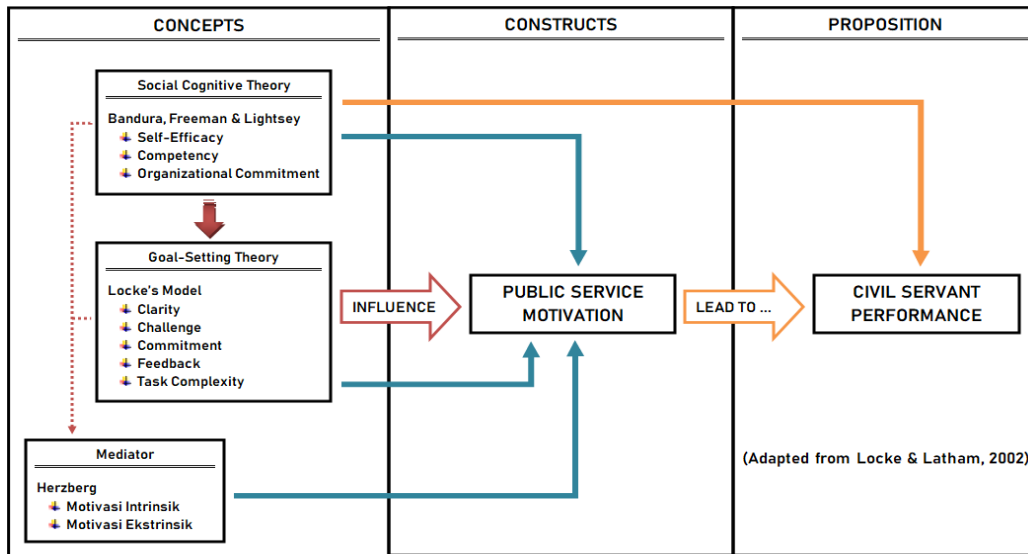 CONCEPTS
CONSTRUCTS
PROPOSITION
Social Cognitive Theory
Bandura, Freeman & Lightsey
Self-Efficacy
Competency
Organizational Commitment
Goal-Setting Theory
Locke's Model
Clarity
Challenge
Commitment
Feedback
Task Complexity
INFLUENCE
PUBLIC SERVICE
MOTIVATION
LEAD TO ...
CIVIL SERVANT
PERFORMANCE
Mediator
Herzberg
Motivasi Intrinsik
Motivasi Ekstrinsik
(Adapted from Locke & Latham, 2002)